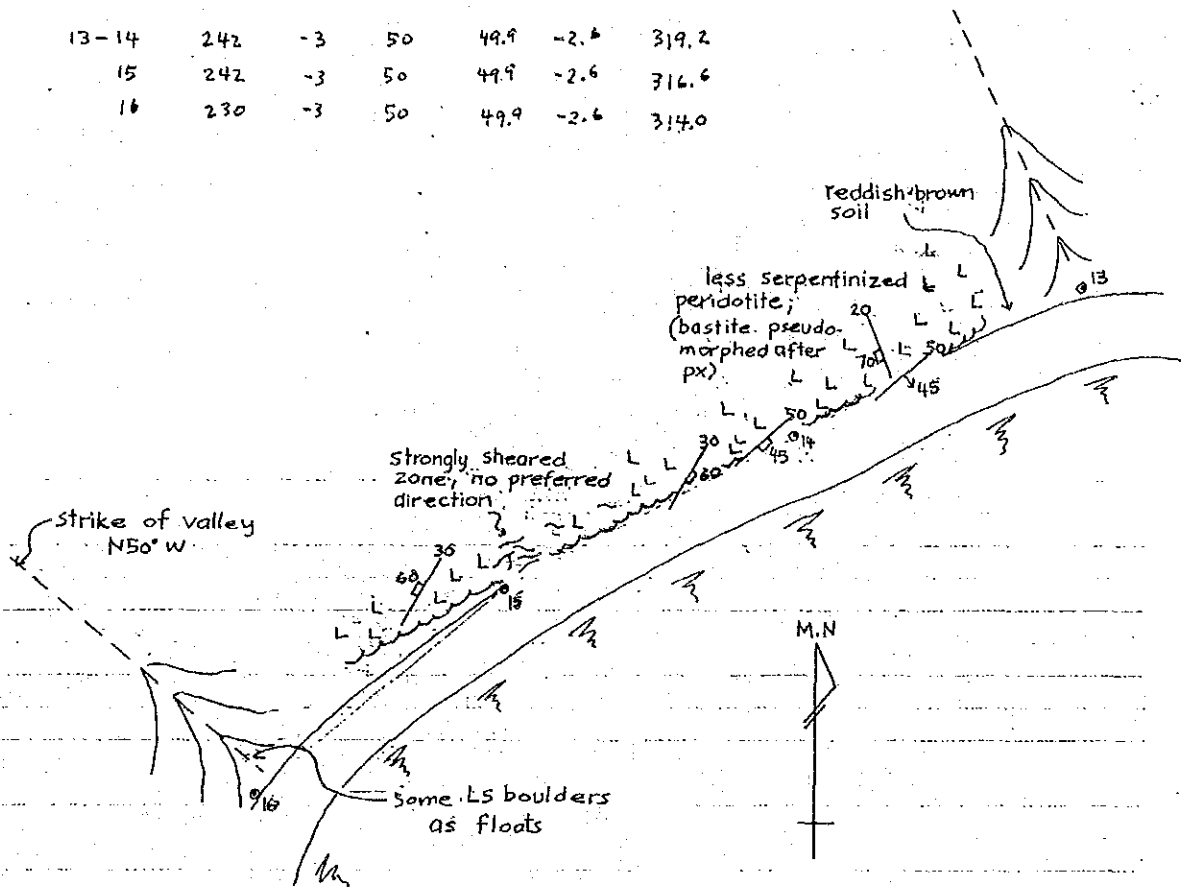 13-14 242 -3 50 49.9 -2.6 319.2
15 242 -3 50 49.9 -2.6 316.6
16 230 -3 50 49.9 -2.6 314.0
reddish-brown
soil
13
less serpentinized
peridotite;
(bastite pseudo-
morphed after
px)
20
70
50
45
L L L L L L L L L L L L L
50
14
45
30
60
Strongly sheared
zone, no preferred
direction
30
60
15
L L L L L L L L L L L L
strike of valley
N50°W
M.N
16
some LS boulders
as floats